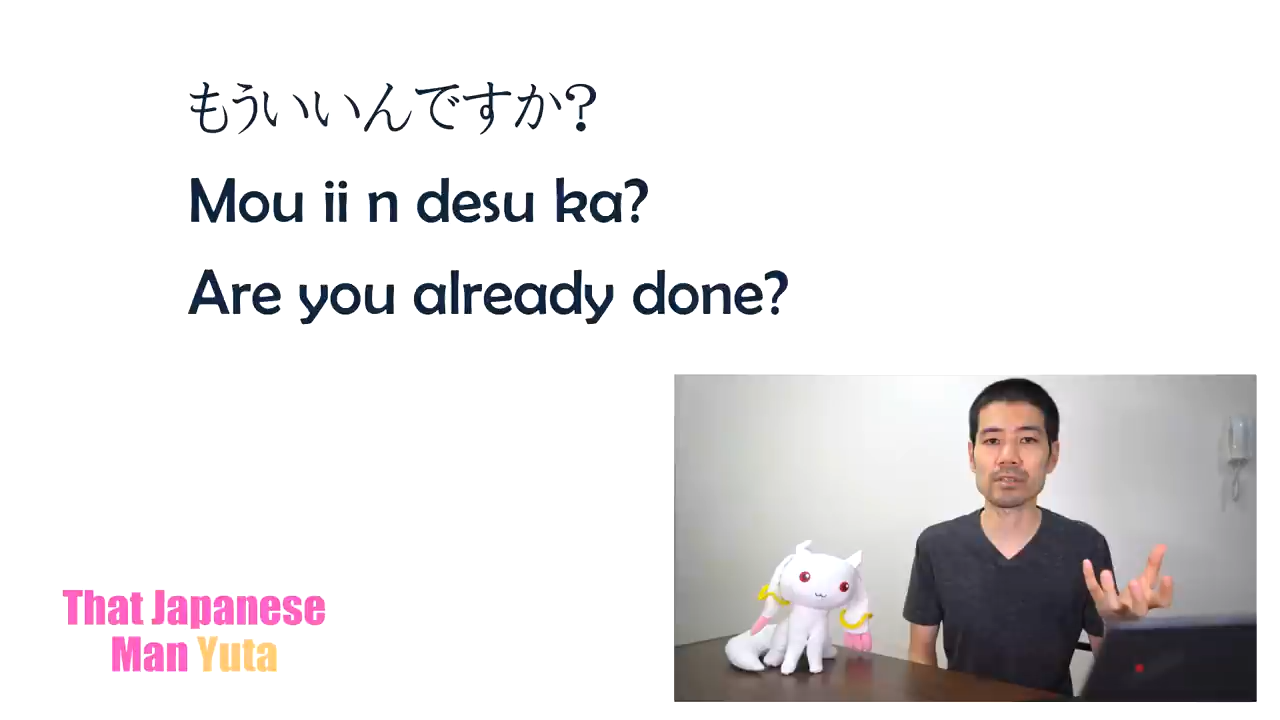 もういいんですか?
Mou ii n desu ka?
Are you already done?
That Japanese
Man Yuta